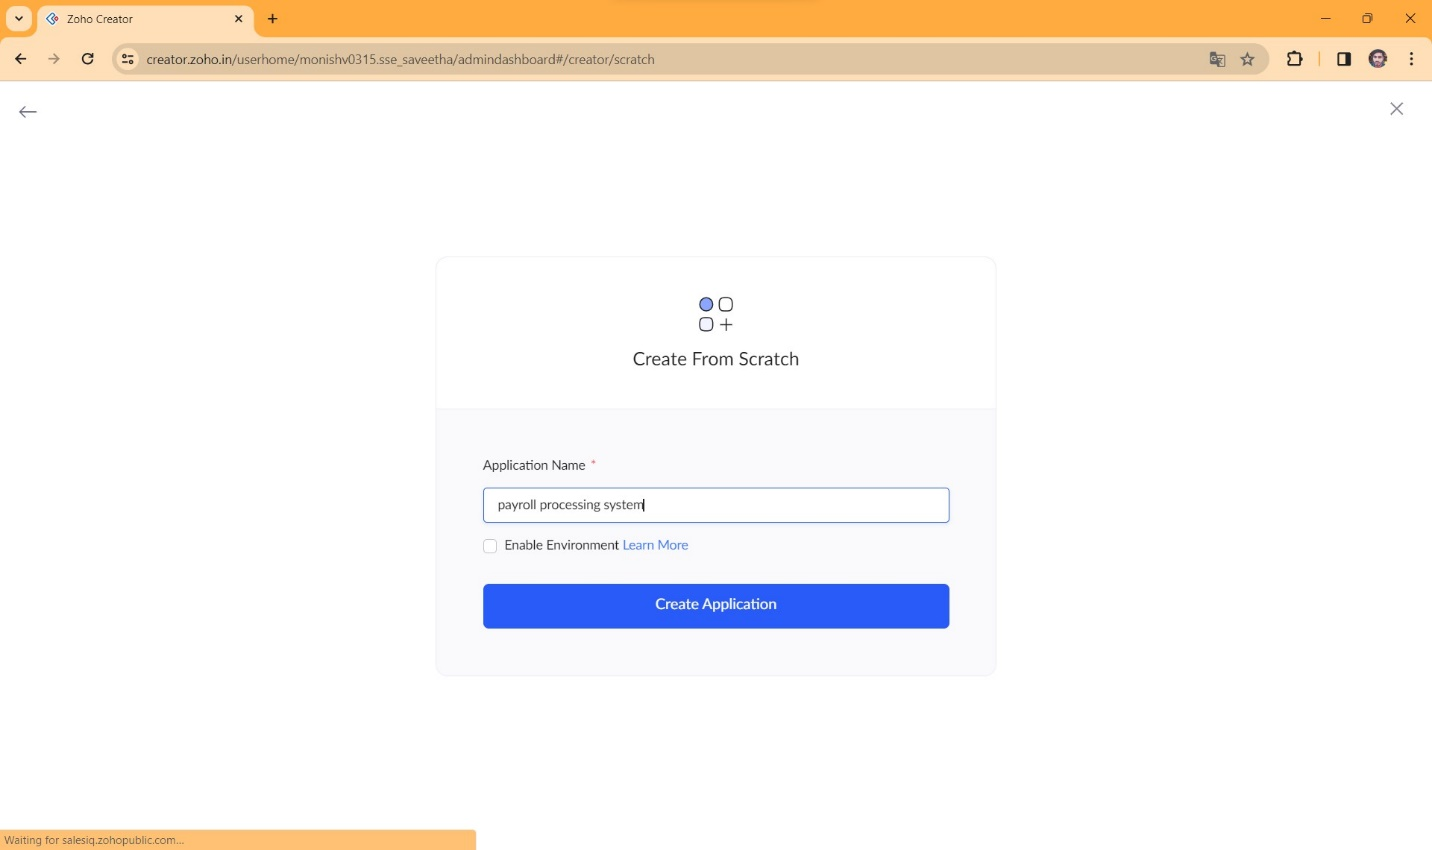 Zoho Creator
creator.zoho.in/userhome/monishv0315.sse_saveetha/admindashboard#/creator/scratch
Create From Scratch
Application Name *
payroll processing system
Enable Environment Learn More
Create Application
Waiting for salesiq.zohopublic.com...